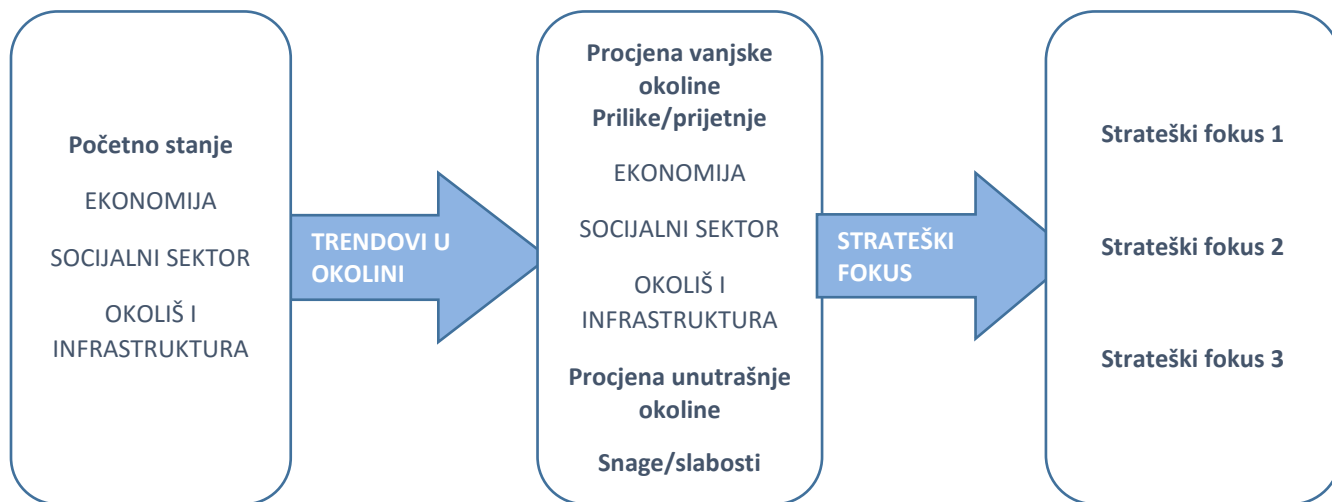 Početno stanje
EKONOMIJA
SOCIJALNI SEKTOR
OKOLIŠ I
INFRASTRUKTURA
TRENDOVI U
OKOLINI
Procjena vanjske
okoline
Prilike/prijetnje
EKONOMIJA
SOCIJALNI SEKTOR
OKOLIŠ I
INFRASTRUKTURA
Procjena unutrašnje
okoline
Snage/slabosti
STRATEŠKI
FOKUS
Strateški fokus 1
Strateški fokus 2
Strateški fokus 3